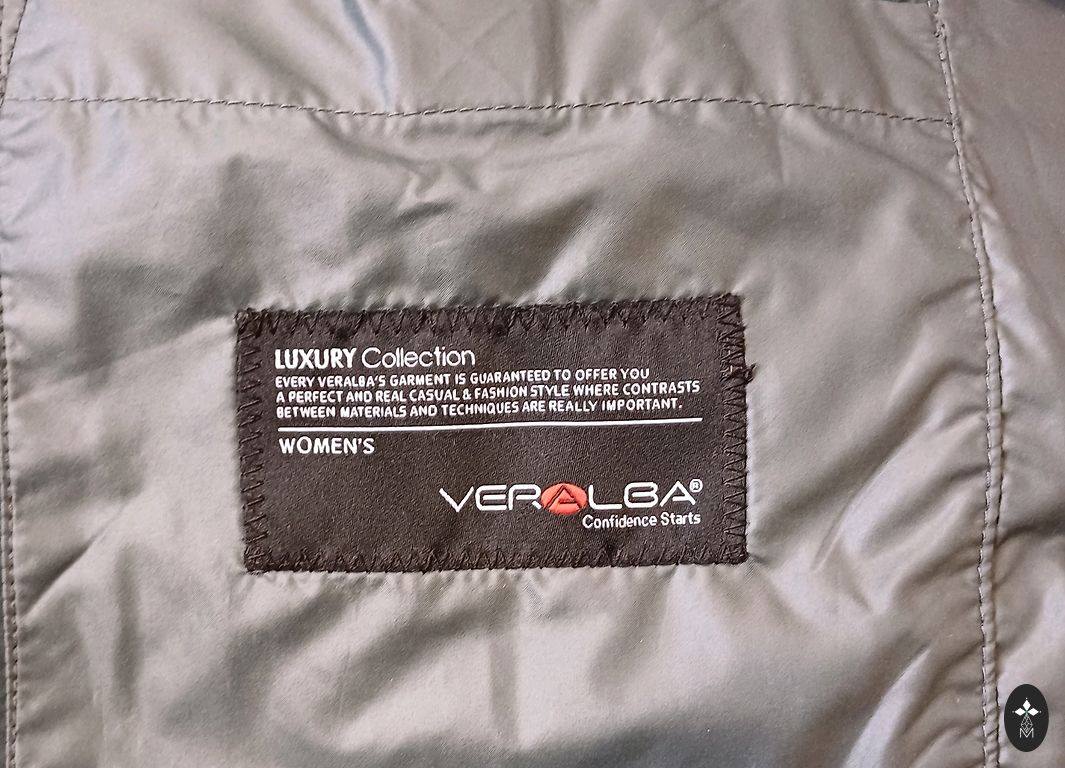 LUXURY Collection
EVERY VERALBA'S GARMENT IS GUARANTEED TO OFFER YOU
A PERFECT AND REAL CASUAL & FASHION STYLE WHERE CONTRASTS
BETWEEN MATERIALS AND TECHNIQUES ARE REALLY IMPORTANT.
WOMEN'S
VERALBA®
Confidence Starts
M